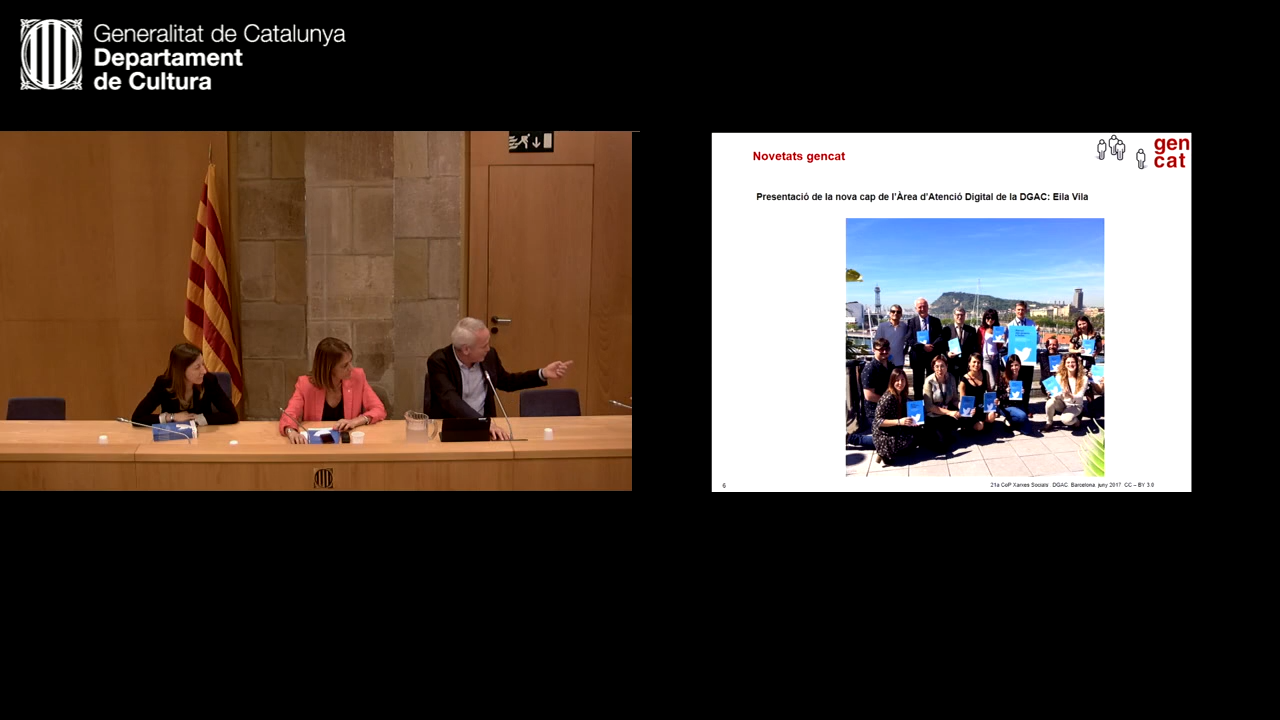 Generalitat de Catalunya
Departament
de Cultura
Novetats gencat
gen
cat
Presentació de la nova cap de l'Àrea d'Atenció Digital de la DGAC: Eila Vila
6
21a CoP Xarxes Socials. DGAC. Barcelona, juny 2017 CC – BY 3.0